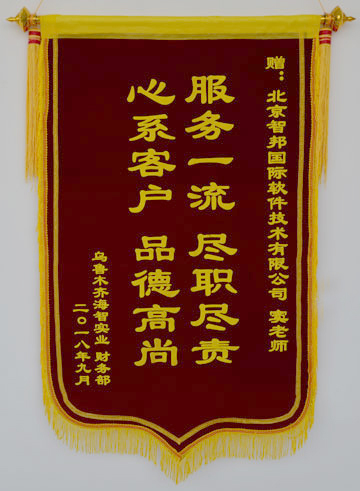 赠：北京智邦国际软件技术有限公司 窦老师
服务一流 尽职尽责
心系客户 品德高尚
乌鲁木齐海智实业 财务部
二〇一八年九月